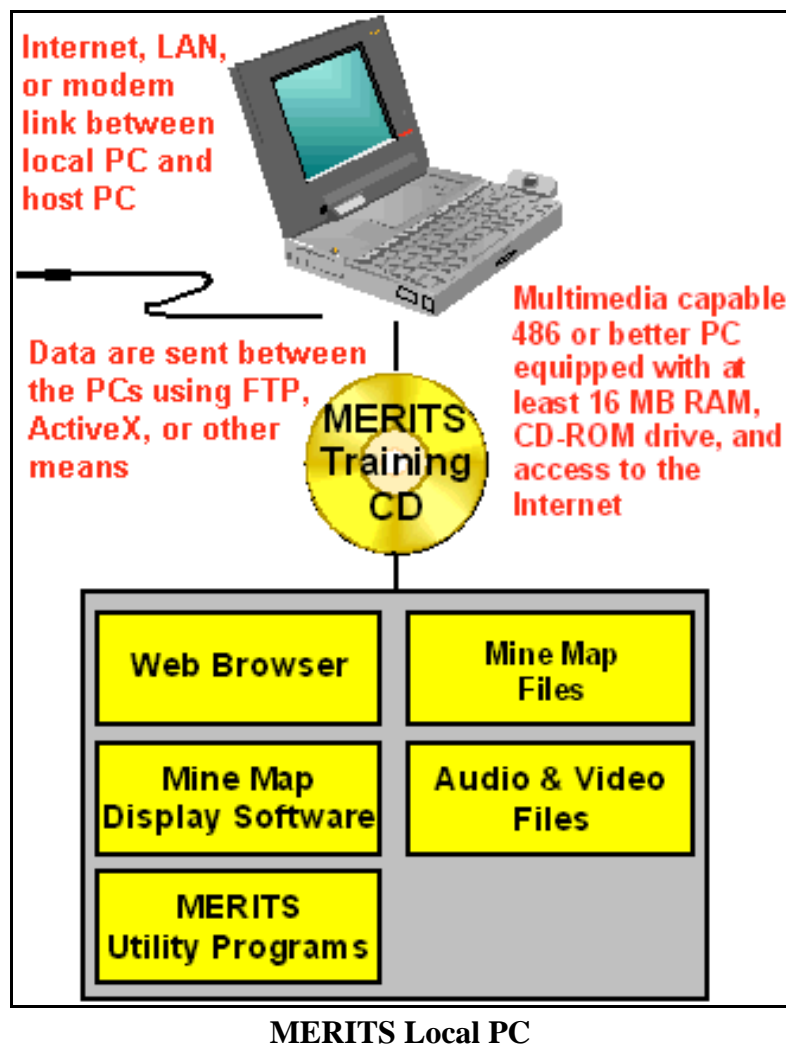 Internet, LAN,
or modem
link between
local PC and
host PC
Multimedia capable
486 or better PC
equipped with at
least 16 MB RAM,
CD-ROM drive, and
access to the
Internet
Data are sent between
the PCs using FTP,
ActiveX, or other
means
MERITS
Training
CD
Web Browser
Mine Map
Files
Mine Map
Display Software
Audio & Video
Files
MERITS
Utility Programs
MERITS Local PC